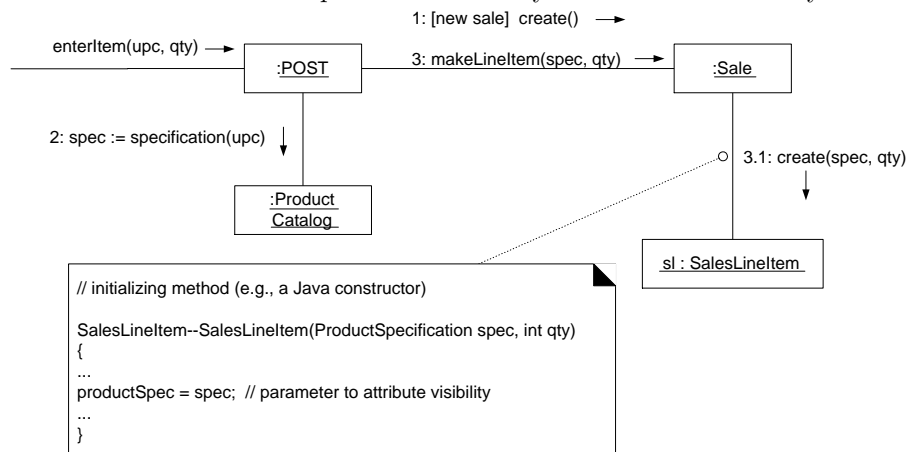 1: [new sale] create()
enterItem(upc, qty)
:POST
3: makeLineItem(spec, qty)
:Sale
2: spec := specification(upc)
3.1: create(spec, qty)
:Product
Catalog
sl : SalesLineItem
// initializing method (e.g., a Java constructor)
SalesLineItem--SalesLineItem(ProductSpecification spec, int qty)
{
...
productSpec = spec;  // parameter to attribute visibility
...
}